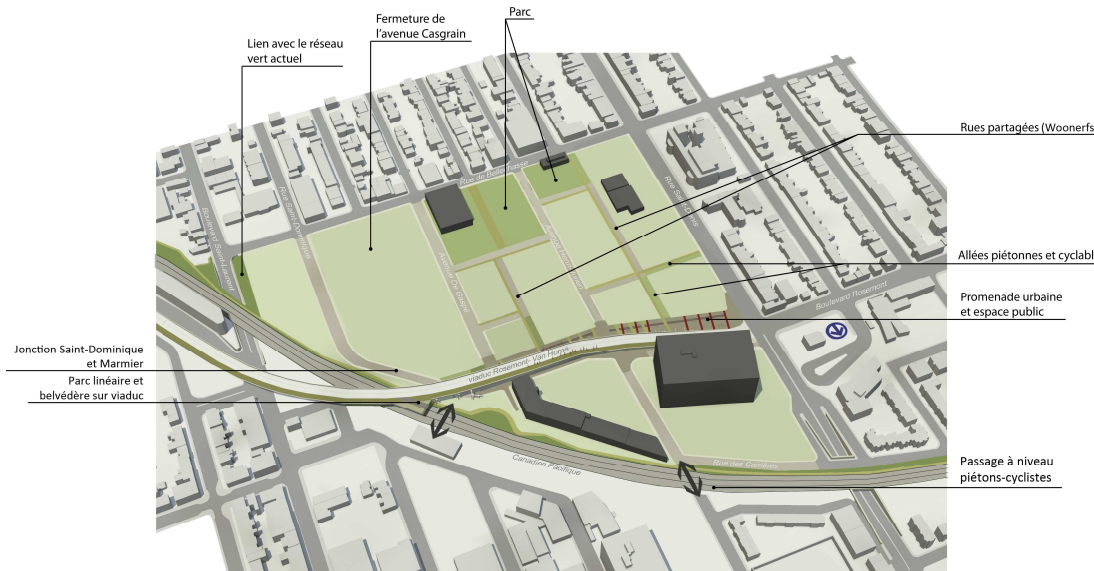 Parc
Fermeture de
l'avenue Casgrain
Lien avec le réseau
vert actuel
Rues partagées (Woonerfs
Rue de Bellechasse
Rue Saint-Denis
Rue Saint-Dominique
Boulevard Saint-Laurent
Avenue De Gaspé
Avenue Henri-Julien
Allées piétonnes et cyclabl
Boulevard Rosemont
Promenade urbaine
et espace public
Jonction Saint-Dominique
et Marmier
viaduc Rosemont- Van Horne
Parc linéaire et
belvédère sur viaduc
Canadien Pacifique
Rue des Carrières
Passage à niveau
piétons-cyclistes